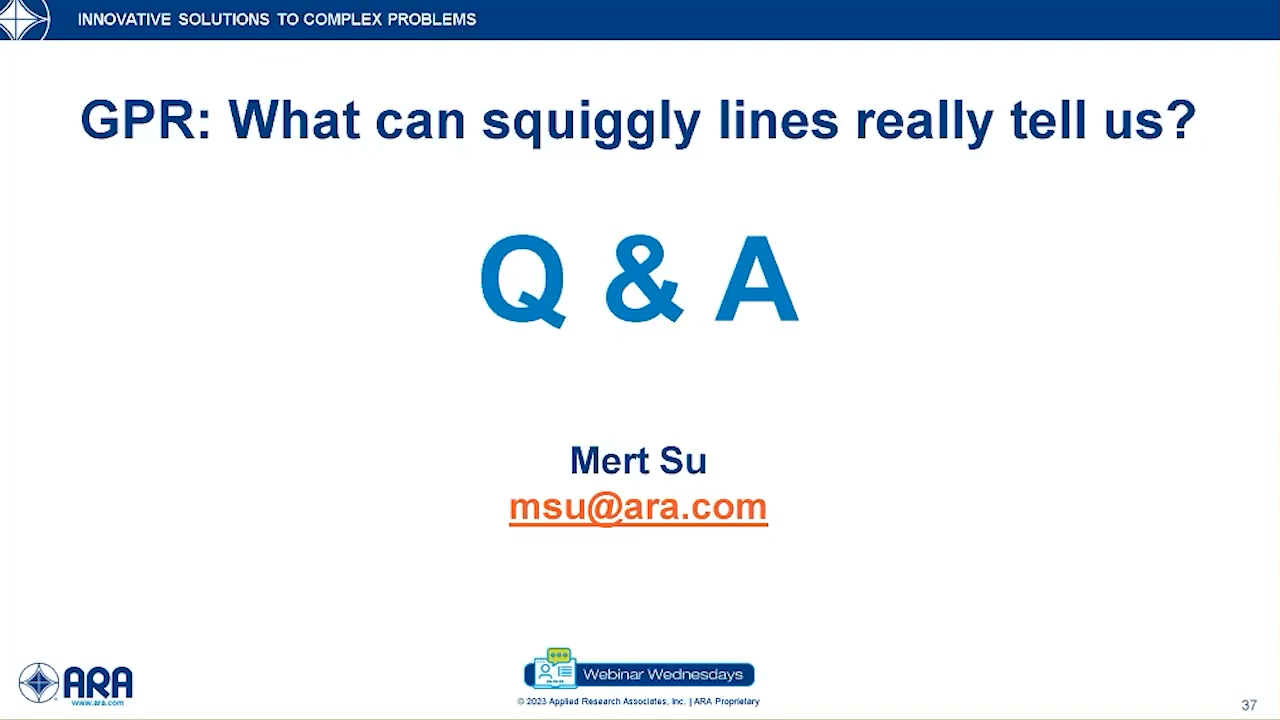 INNOVATIVE SOLUTIONS TO COMPLEX PROBLEMS
GPR: What can squiggly lines really tell us?
Q & A
Mert Su
msu@ara.com
ARA
www.ara.com
ARA
Webinar Wednesdays
© 2023 Applied Research Associates, Inc. | ARA Proprietary
37